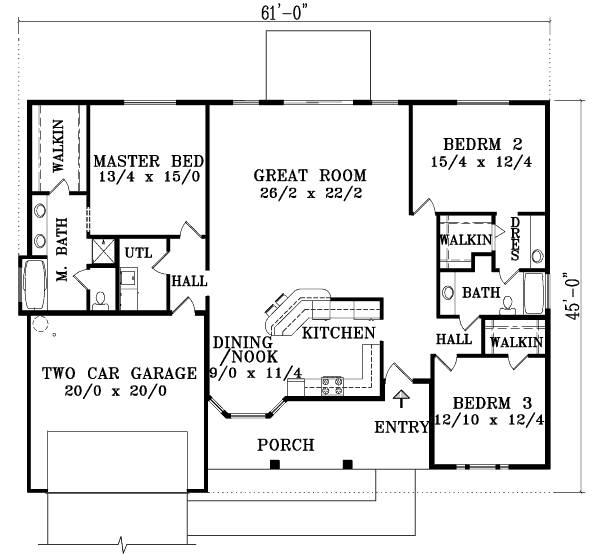 61'-0"
WALKIN
MASTER BED
13/4 x 15/0
GREAT ROOM
26/2 x 22/2
BEDRM 2
15/4 x 12/4
M. BATH
UTL
HALL
WALKIN
DRES
BATH
45'-0"
KITCHEN
DINING
/NOOK
9/0 x 11/4
HALL
WALKIN
TWO CAR GARAGE
20/0 x 20/0
BEDRM 3
12/10 x 12/4
ENTRY
PORCH